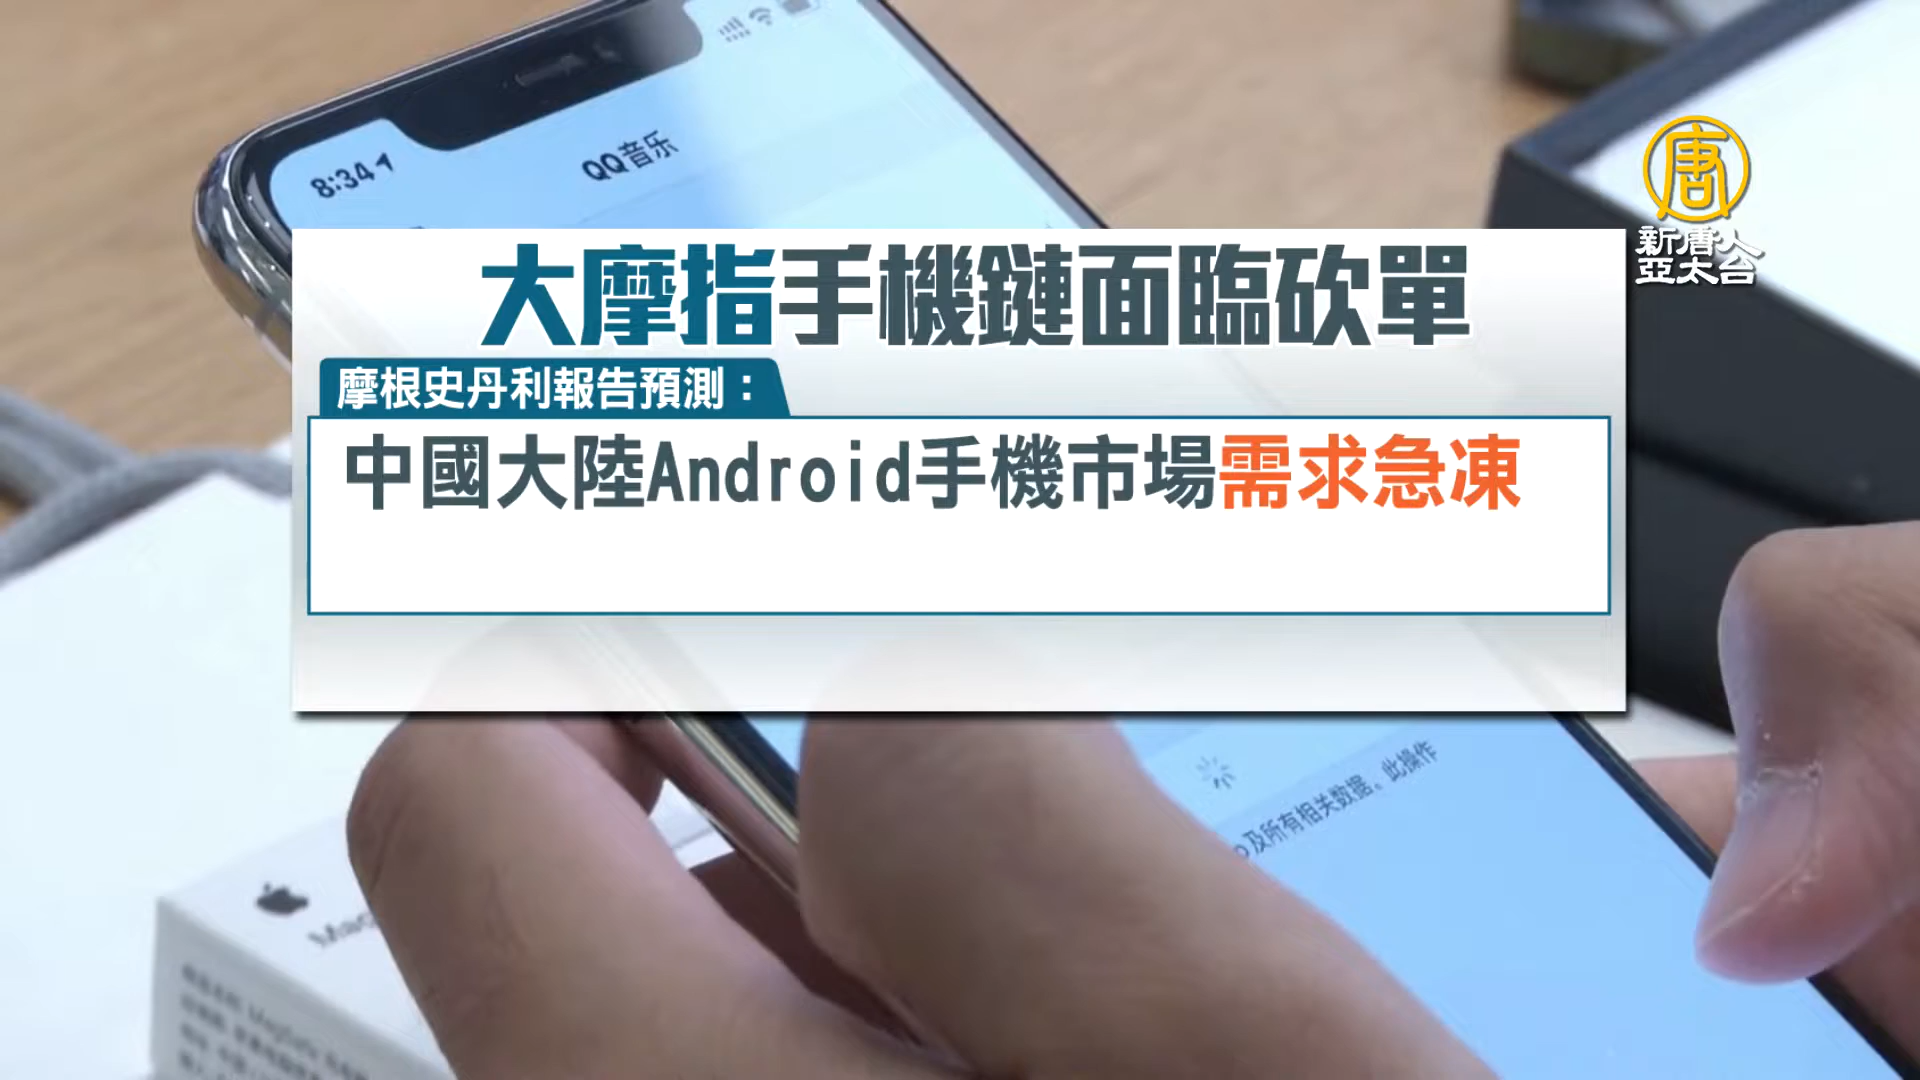 8:34
QQ音乐
唐
新唐人
亞太台
大摩指手機鏈面臨砍單
摩根史丹利報告預測：
中國大陸Android手機市場需求急凍
及所有相关数据。此操作